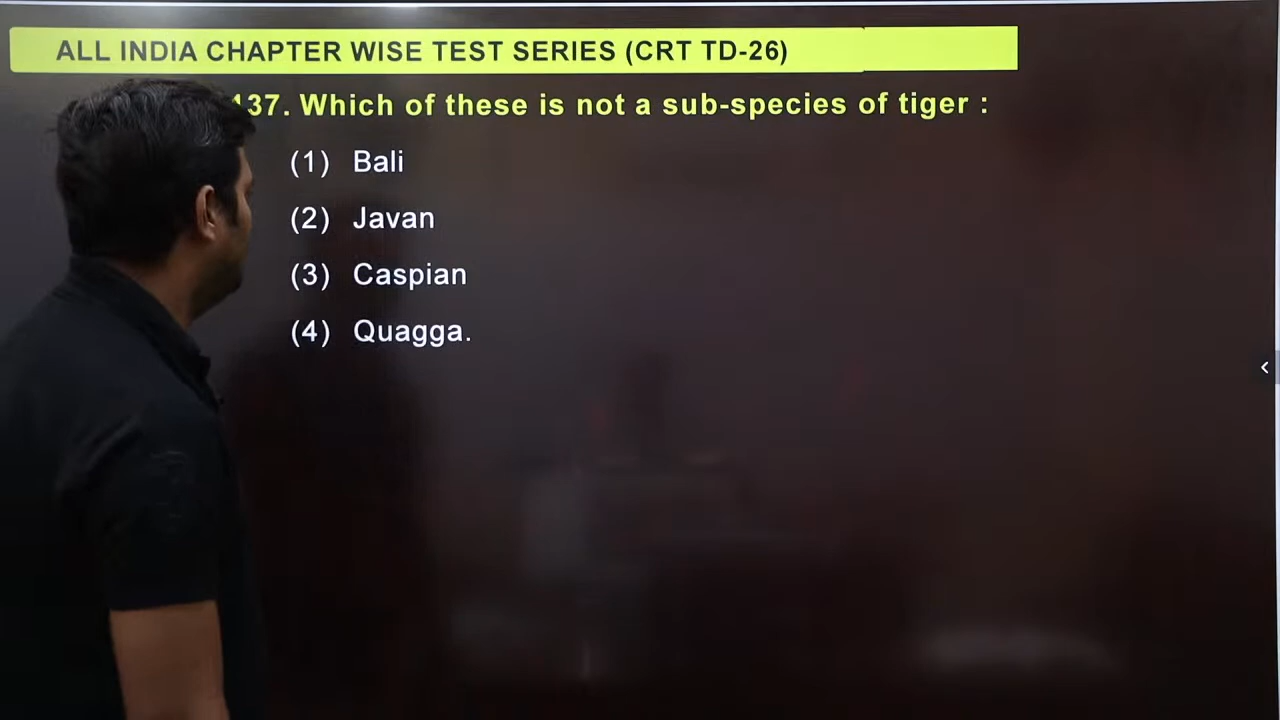 ALL INDIA CHAPTER WISE TEST SERIES (CRT TD-26)
137. Which of these is not a sub-species of tiger :
(1) Bali
(2) Javan
(3) Caspian
(4) Quagga.